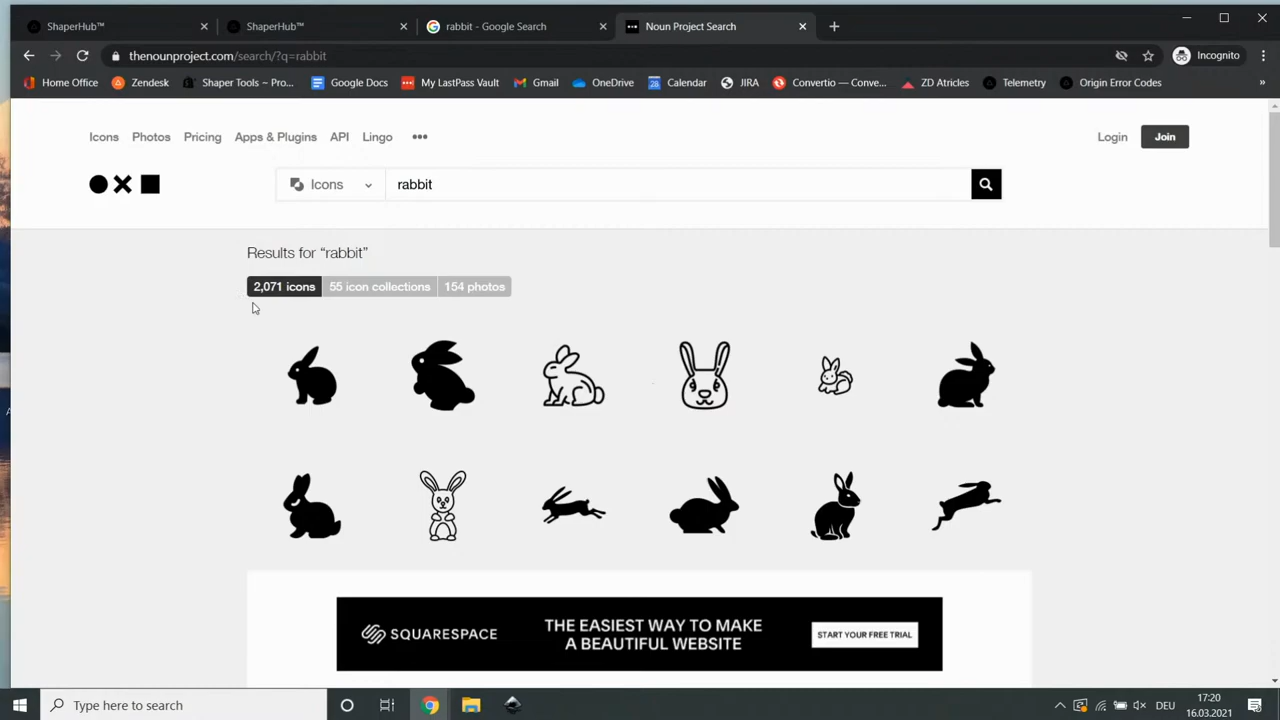 ShaperHub™
ShaperHub™
rabbit - Google Search
Noun Project Search
thenounproject.com/search/?q=rabbit
Incognito
Home Office
Zendesk
Shaper Tools – Pro...
Google Docs
My LastPass Vault
Gmail
OneDrive
28
Calendar
JIRA
Convertio — Conve...
ZD Atricles
Telemetry
Origin Error Codes
»
Icons Photos Pricing Apps & Plugins API Lingo •••
Login Join
Icons rabbit
Results for “rabbit”
2,071 icons 55 icon collections 154 photos
SQUARESPACE
THE EASIEST WAY TO MAKE
A BEAUTIFUL WEBSITE
START YOUR FREE TRIAL
Type here to search
DEU
17:20
16.03.2021